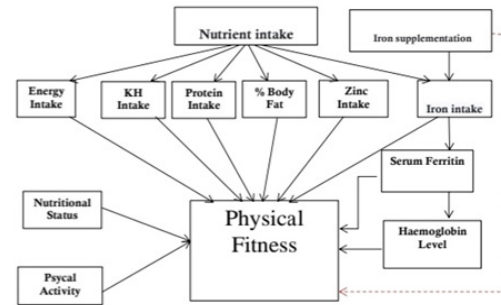 Nutrient intake
Iron supplementation
Energy
Intake
KH
Intake
Protein
Intake
% Body
Fat
Zinc
Intake
Iron intake
Serum Ferritin
Nutritional
Status
Physical
Fitness
Haemoglobin
Level
Psycal
Activity